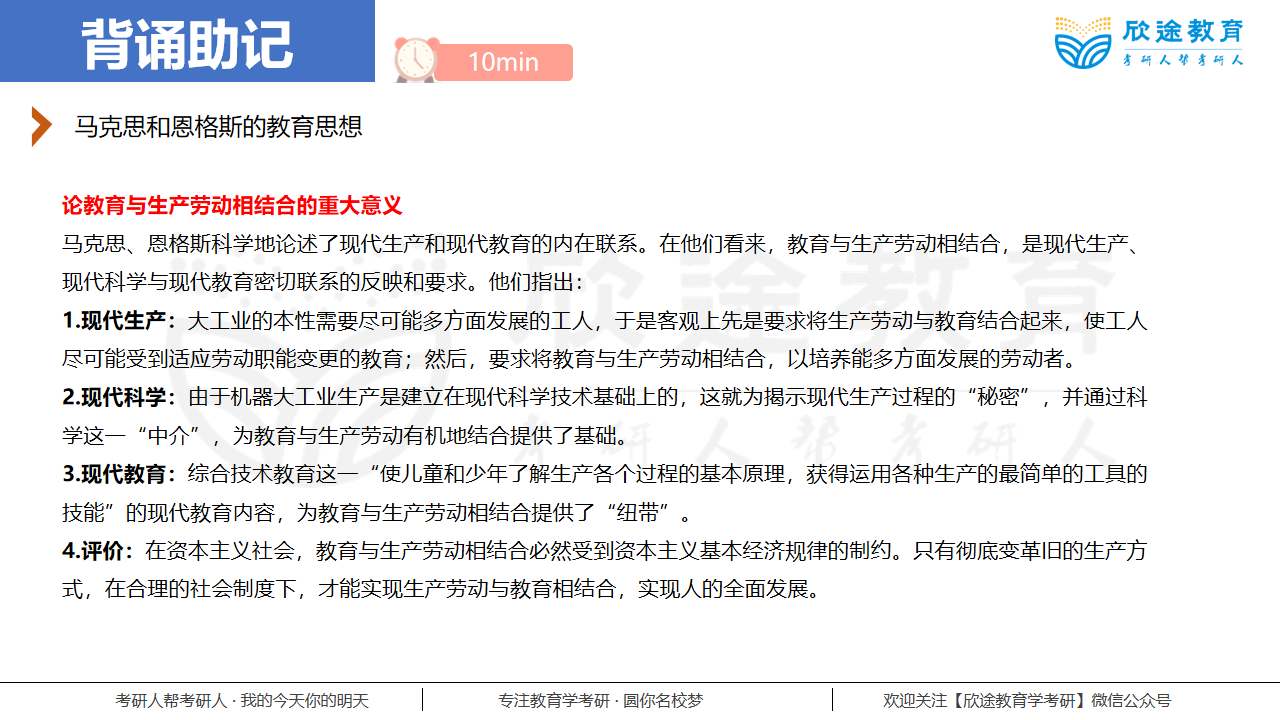 背诵助记
10min
欣途教育
考研人帮考研人
马克思和恩格斯的教育思想
论教育与生产劳动相结合的重大意义
马克思、恩格斯科学地论述了现代生产和现代教育的内在联系。在他们看来，教育与生产劳动相结合，是现代生产、
现代科学与现代教育密切联系的反映和要求。他们指出：
1.现代生产：大工业的本性需要尽可能多方面发展的工人，于是客观上先是要求将生产劳动与教育结合起来，使工人
尽可能受到适应劳动职能变更的教育；然后，要求将教育与生产劳动相结合，以培养能多方面发展的劳动者。
2.现代科学：由于机器大工业生产是建立在现代科学技术基础上的，这就为揭示现代生产过程的“秘密”，并通过科
学这一“中介”，为教育与生产劳动有机地结合提供了基础。
3.现代教育：综合技术教育这一“使儿童和少年了解生产各个过程的基本原理，获得运用各种生产的最简单的工具的
技能”的现代教育内容，为教育与生产劳动相结合提供了“纽带”。
4.评价：在资本主义社会，教育与生产劳动相结合必然受到资本主义基本经济规律的制约。只有彻底变革旧的生产方
式，在合理的社会制度下，才能实现生产劳动与教育相结合，实现人的全面发展。
欣途教育
考研人帮考研人
考研人帮考研人 · 我的今天你的明天
专注教育学考研 · 圆你名校梦
欢迎关注【欣途教育学考研】微信公众号